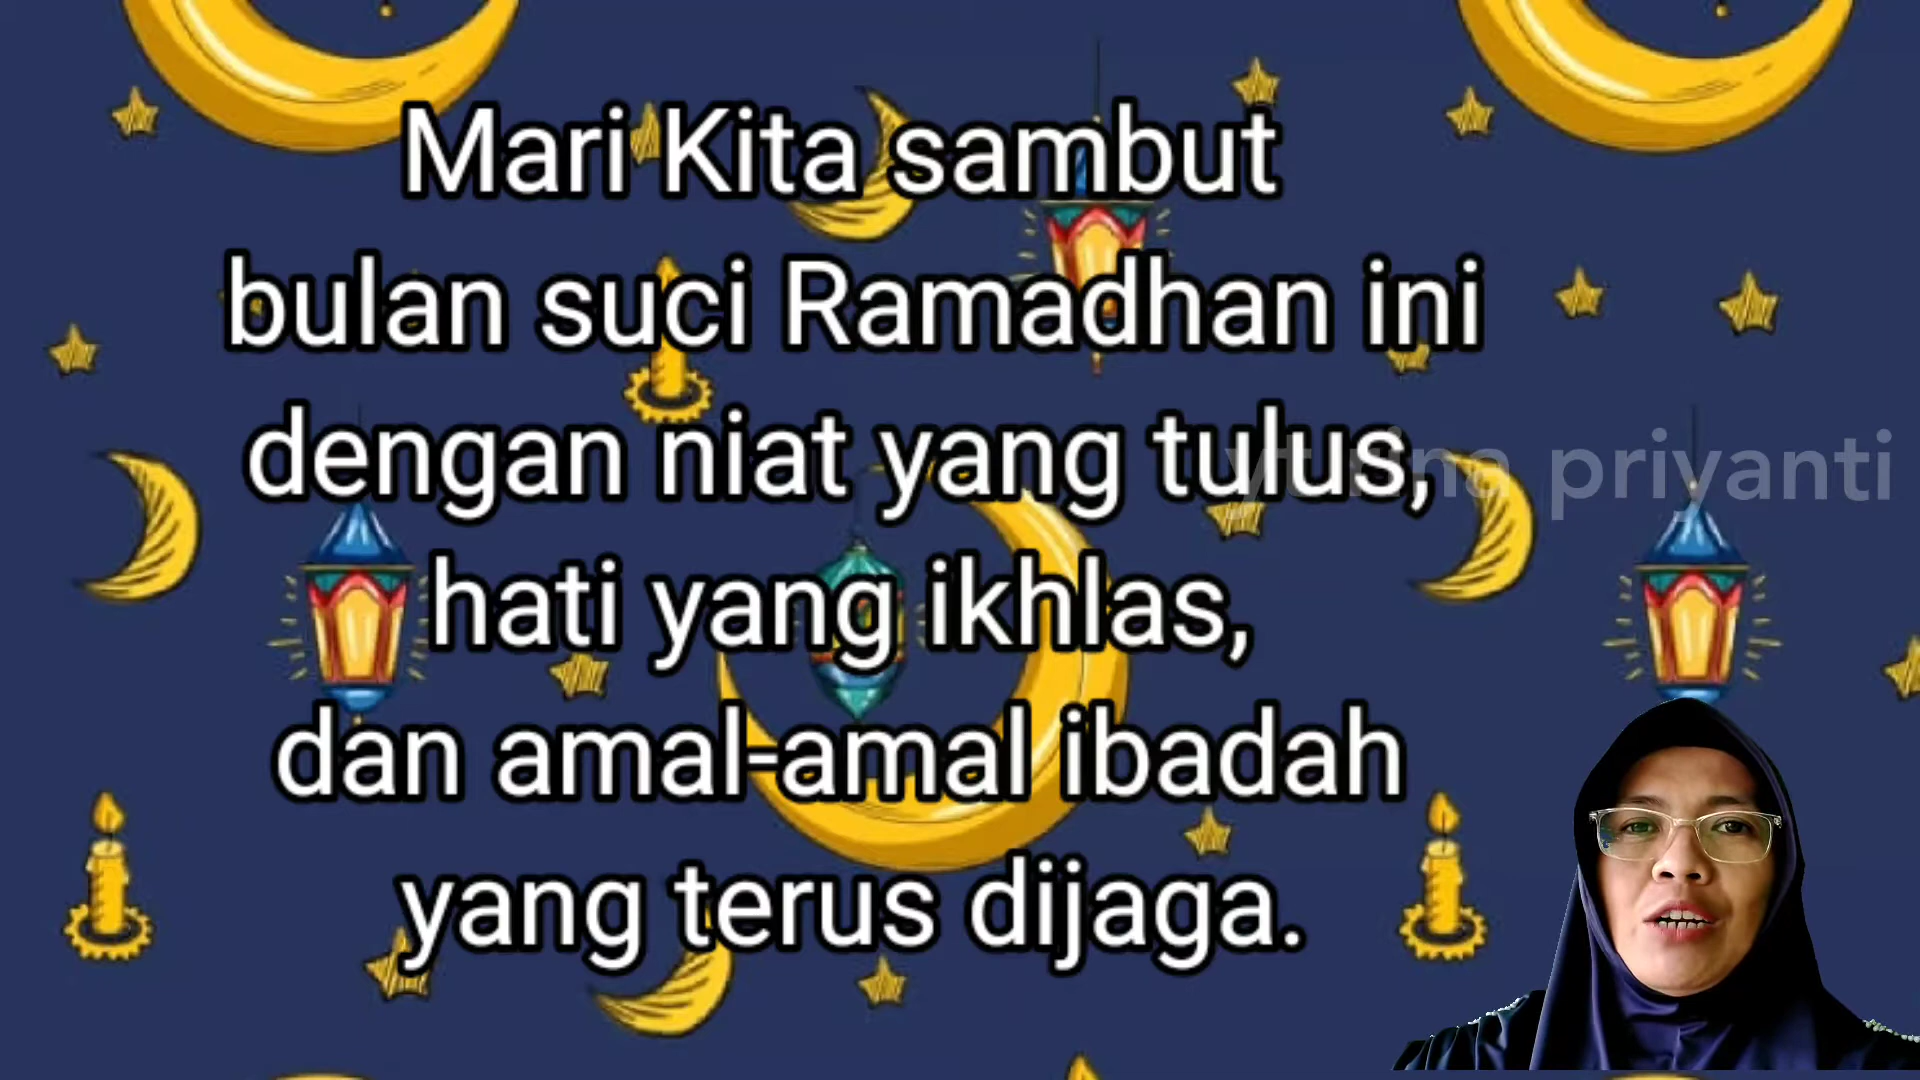 Mari Kita sambut
bulan suci Ramadhan ini
dengan niat yang tulus,
hati yang ikhlas,
dan amal-amal ibadah
yang terus dijaga.
priyanti